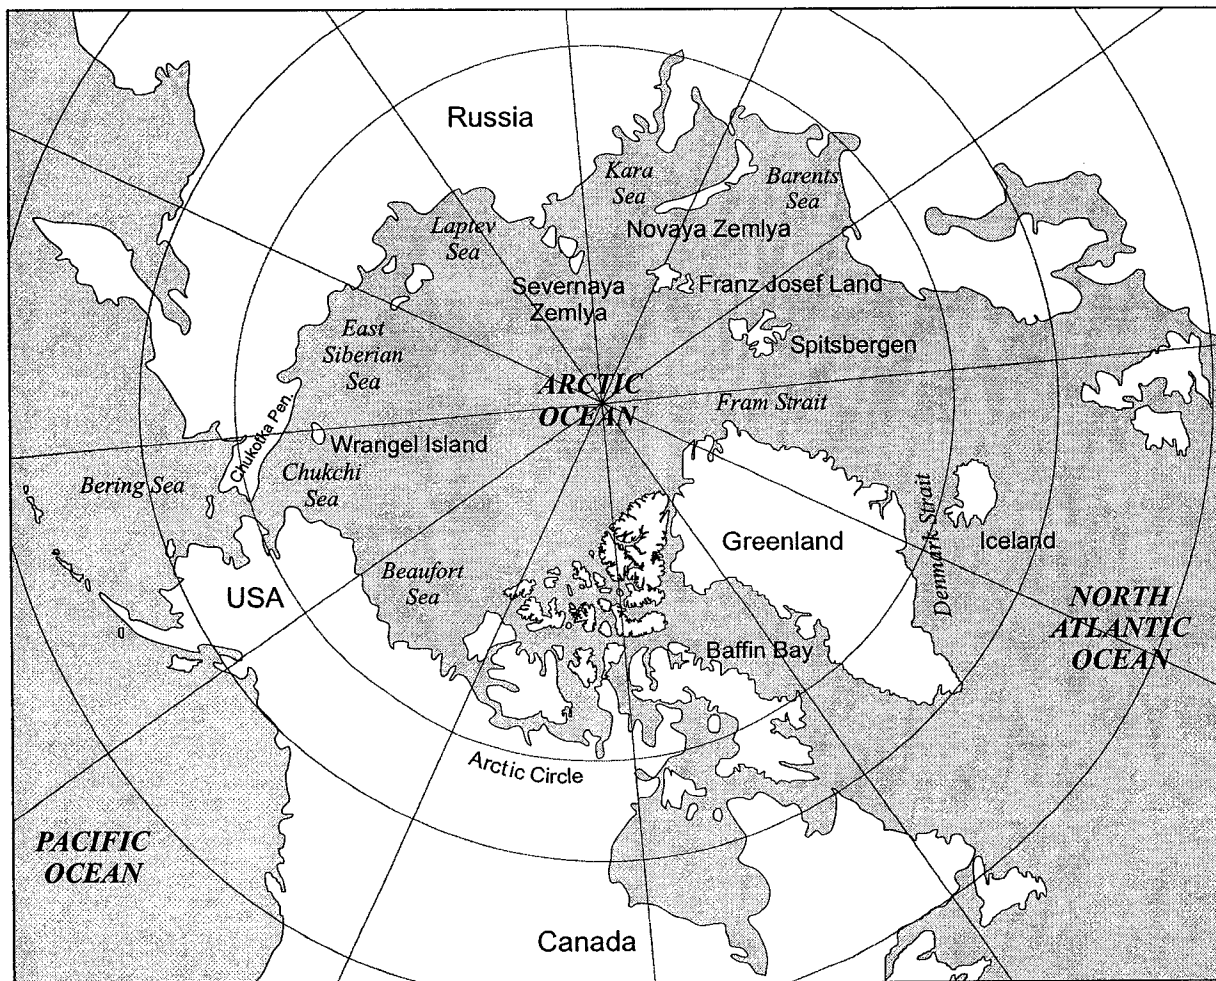 Russia
Kara
Sea
Barents
Sea
Novaya Zemlya
Laptev
Sea
Severnaya
Zemlya
Franz Josef Land
East
Siberian
Sea
Spitsbergen
ARCTIC
OCEAN
Fram Strait
Chukotka Pen.
Wrangel Island
Bering Sea
Chukchi
Sea
Greenland
Denmark Strait
Iceland
Beaufort
Sea
USA
NORTH
ATLANTIC
OCEAN
Baffin Bay
Arctic Circle
PACIFIC
OCEAN
Canada